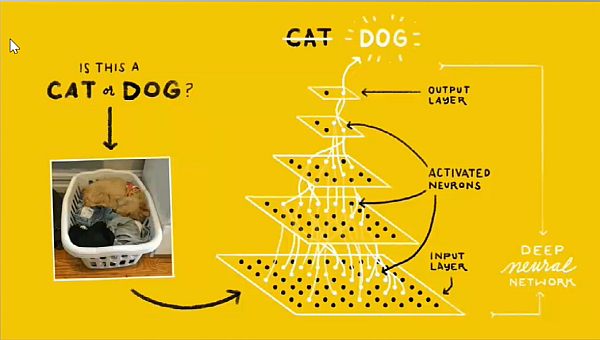 IS THIS A
CAT or DOG?
CAT DOG
OUTPUT
LAYER
ACTIVATED
NEURONS
INPUT
LAYER
DEEP
neural
NETWORK